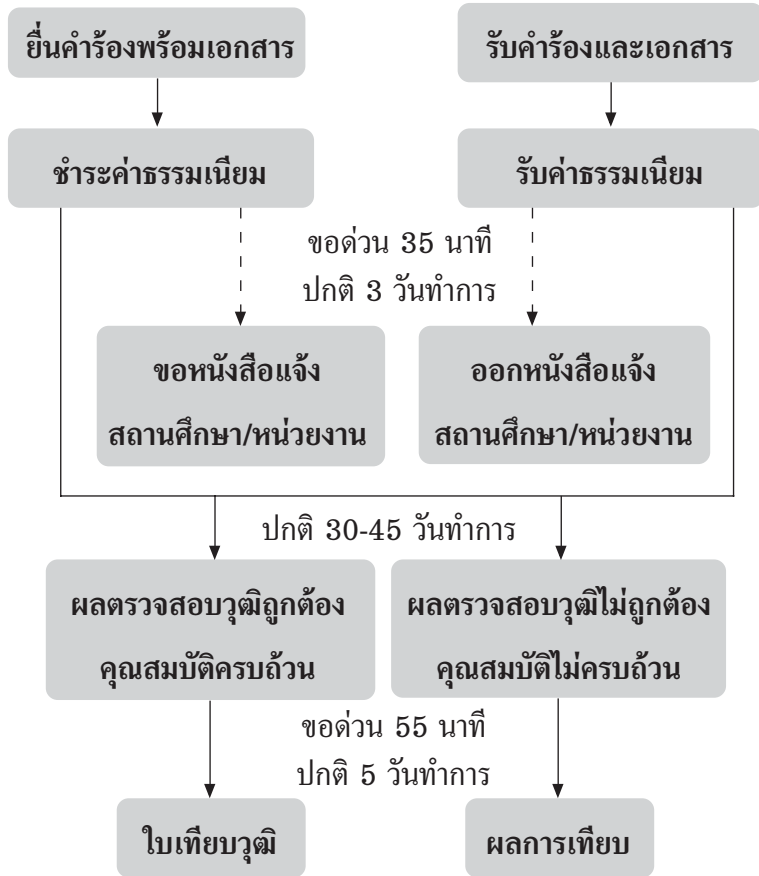 ยื่นคำร้องพร้อมเอกสาร
รับคำร้องและเอกสาร
ชำระค่าธรรมเนียม
รับค่าธรรมเนียม
ขอด่วน 35 นาที
ปกติ 3 วันทำการ
ขอหนังสือแจ้ง
สถานศึกษา/หน่วยงาน
ออกหนังสือแจ้ง
สถานศึกษา/หน่วยงาน
ปกติ 30-45 วันทำการ
ผลตรวจสอบวุฒิถูกต้อง
คุณสมบัติครบถ้วน
ผลตรวจสอบวุฒิไม่ถูกต้อง
คุณสมบัติไม่ครบถ้วน
ขอด่วน 55 นาที
ปกติ 5 วันทำการ
ใบเทียบวุฒิ
ผลการเทียบ